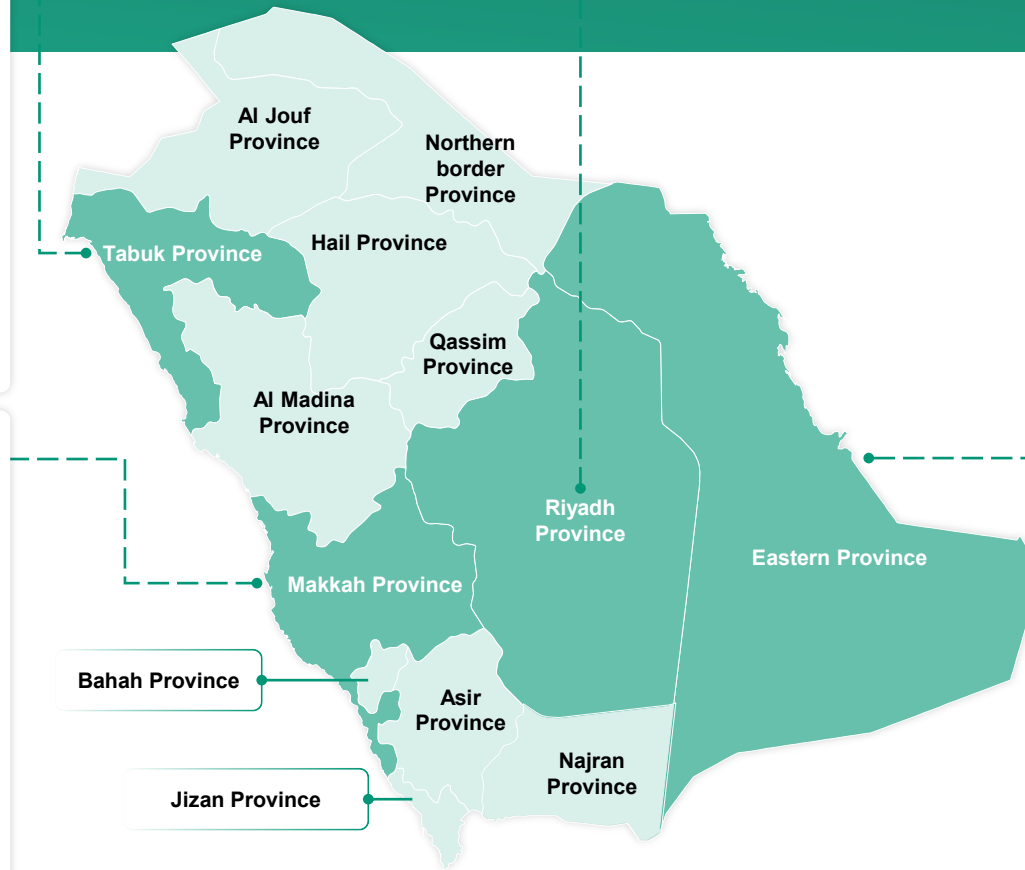 Al Jouf
Province
Northern
border
Province
Hail Province
Tabuk Province
Qassim
Province
Al Madina
Province
Riyadh
Province
Eastern Province
Makkah Province
Bahah Province
Asir
Province
Najran
Province
Jizan Province